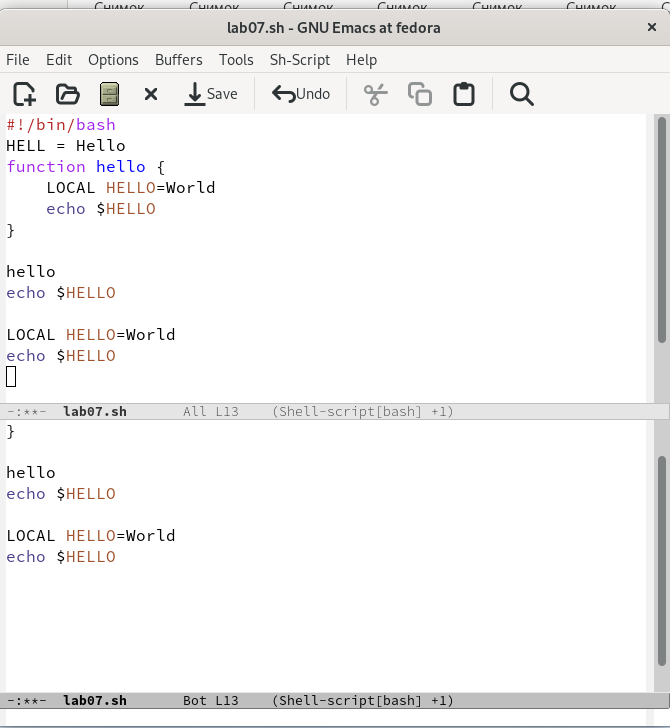 Снимок Снимок Снимок Снимок Снимок Снимок
lab07.sh - GNU Emacs at fedora ×
File Edit Options Buffers Tools Sh-Script Help
Save Undo
#!/bin/bash
HELL = Hello
function hello {
    LOCAL HELLO=World
    echo $HELLO
}
hello
echo $HELLO
LOCAL HELLO=World
echo $HELLO
-:**- lab07.sh All L13 (Shell-script[bash] +1)
}
hello
echo $HELLO
LOCAL HELLO=World
echo $HELLO
-:**- lab07.sh Bot L13 (Shell-script[bash] +1)